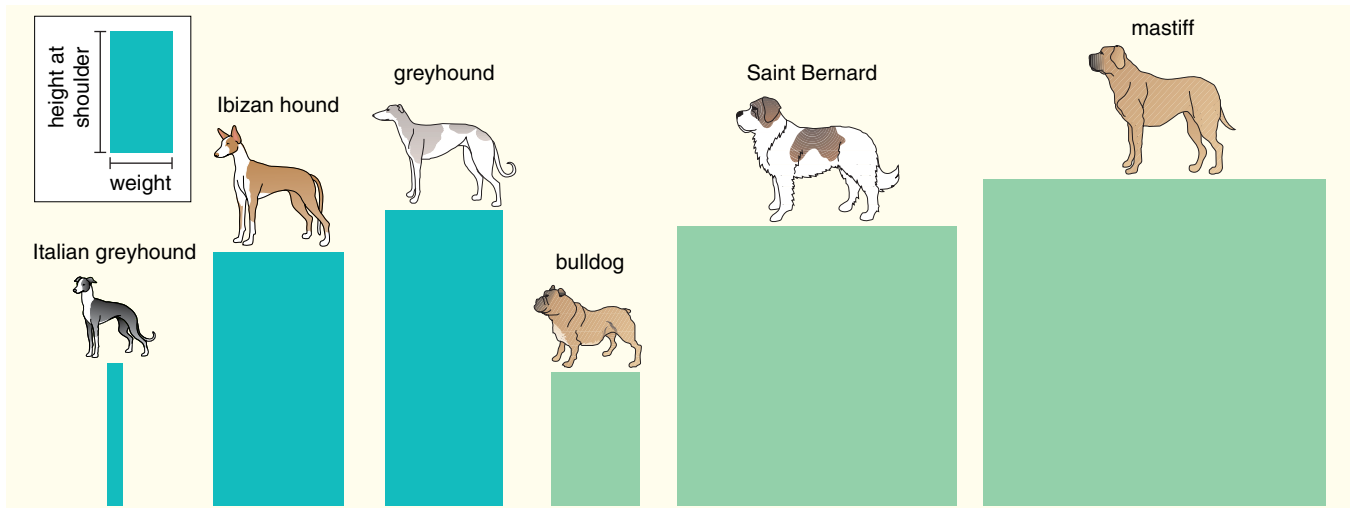 height at
shoulder
weight
Italian greyhound
Ibizan hound
greyhound
bulldog
Saint Bernard
mastiff